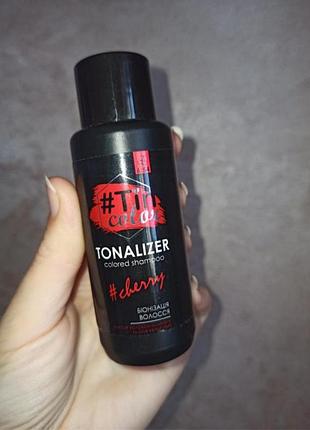 #Tin
color
TONALIZER
colored shampoo
#cherry
БІОНІЗАЦІЯ
ВОЛОССЯ